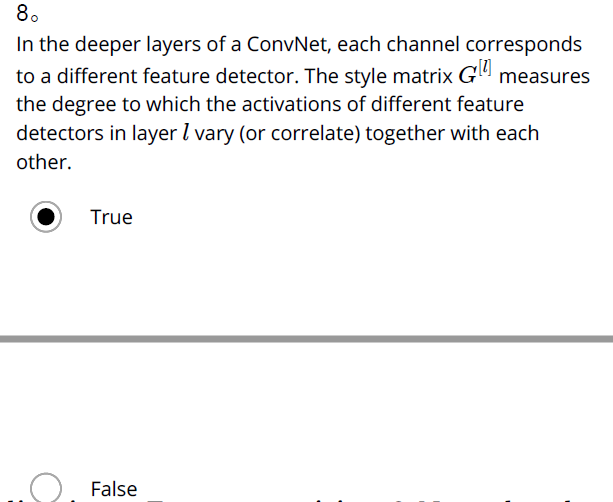 8。
In the deeper layers of a ConvNet, each channel corresponds
to a different feature detector. The style matrix G[l] measures
the degree to which the activations of different feature
detectors in layer l vary (or correlate) together with each
other.
True
False